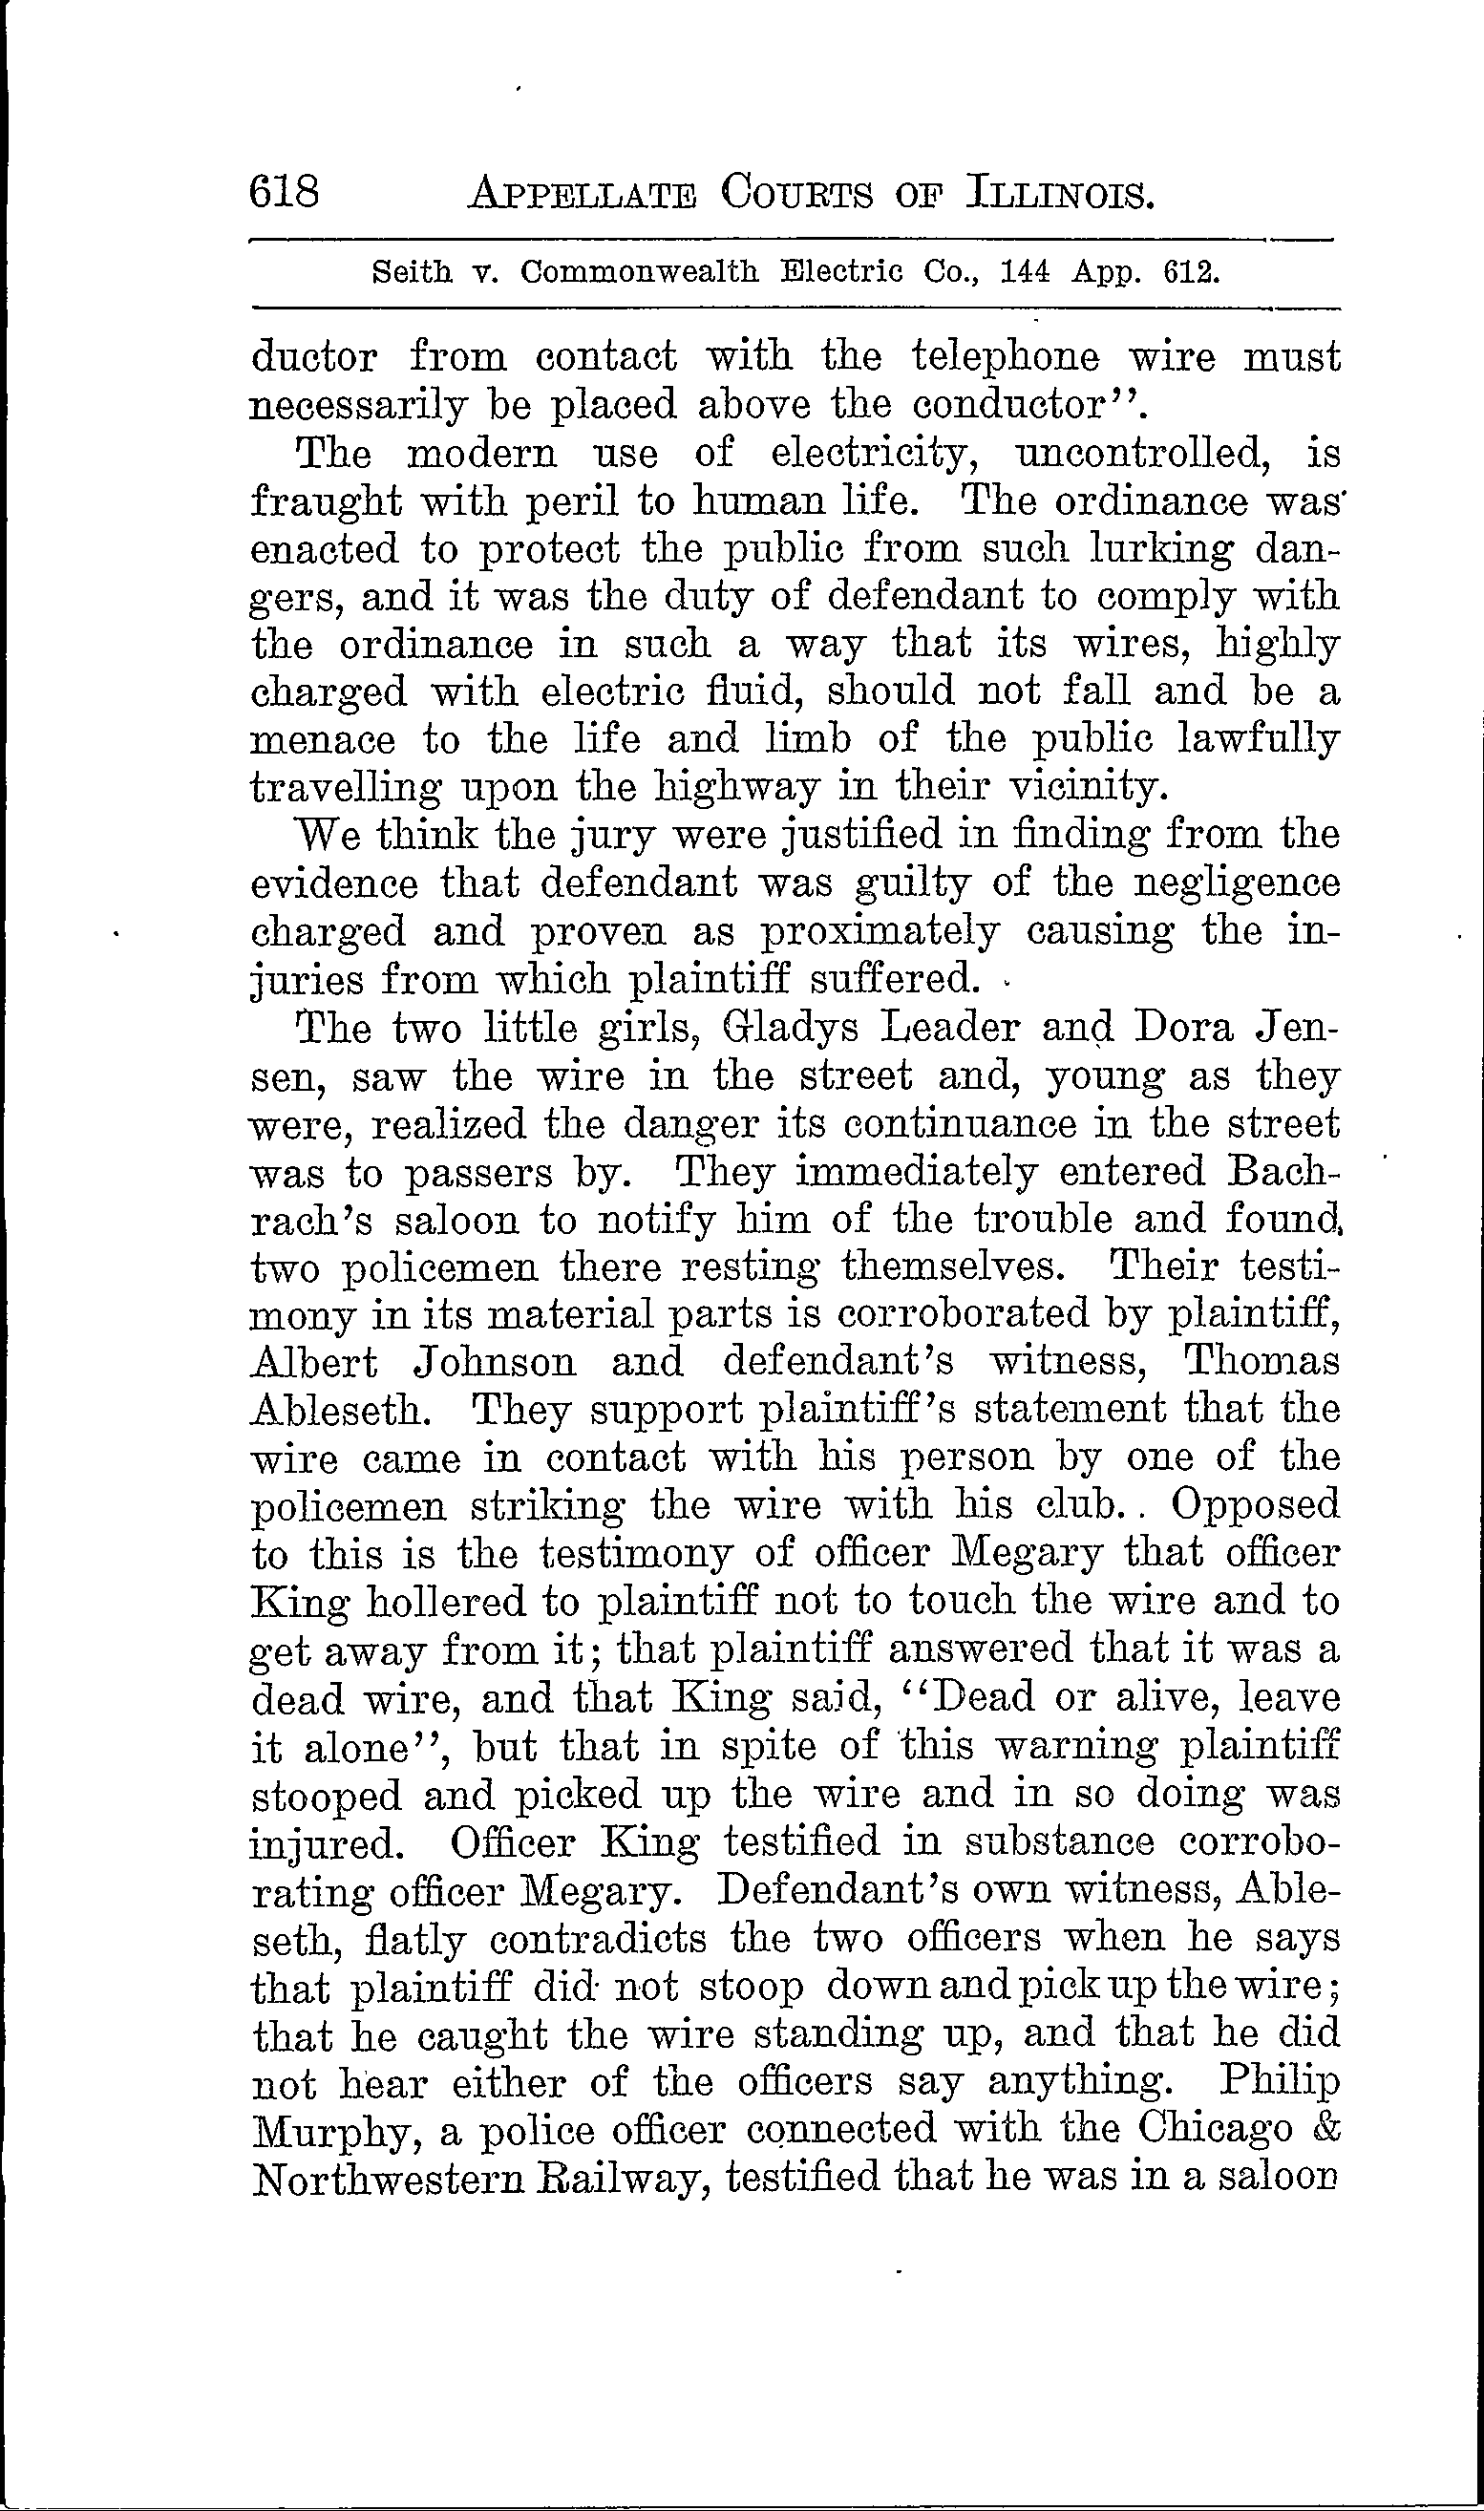 618 APPELLATE COURTS OF ILLINOIS.
Seith v. Commonwealth Electric Co., 144 App. 612.
ductor from contact with the telephone wire must
necessarily be placed above the conductor''.
The modern use of electricity, uncontrolled, is
fraught with peril to human life. The ordinance was
enacted to protect the public from such lurking dan-
gers, and it was the duty of defendant to comply with
the ordinance in such a way that its wires, highly
charged with electric fluid, should not fall and be a
menace to the life and limb of the public lawfully
travelling upon the highway in their vicinity.
We think the jury were justified in finding from the
evidence that defendant was guilty of the negligence
charged and proven as proximately causing the in-
juries from which plaintiff suffered.
The two little girls, Gladys Leader and Dora Jen-
sen, saw the wire in the street and, young as they
were, realized the danger its continuance in the street
was to passers by. They immediately entered Bach-
rach's saloon to notify him of the trouble and found
two policemen there resting themselves. Their testi-
mony in its material parts is corroborated by plaintiff,
Albert Johnson and defendant's witness, Thomas
Ableseth. They support plaintiff's statement that the
wire came in contact with his person by one of the
policemen striking the wire with his club. Opposed
to this is the testimony of officer Megary that officer
King hollered to plaintiff not to touch the wire and to
get away from it; that plaintiff answered that it was a
dead wire, and that King said, ''Dead or alive, leave
it alone'', but that in spite of this warning plaintiff
stooped and picked up the wire and in so doing was
injured. Officer King testified in substance corrobo-
rating officer Megary. Defendant's own witness, Able-
seth, flatly contradicts the two officers when he says
that plaintiff did not stoop down and pick up the wire;
that he caught the wire standing up, and that he did
not hear either of the officers say anything. Philip
Murphy, a police officer connected with the Chicago &
Northwestern Railway, testified that he was in a saloon